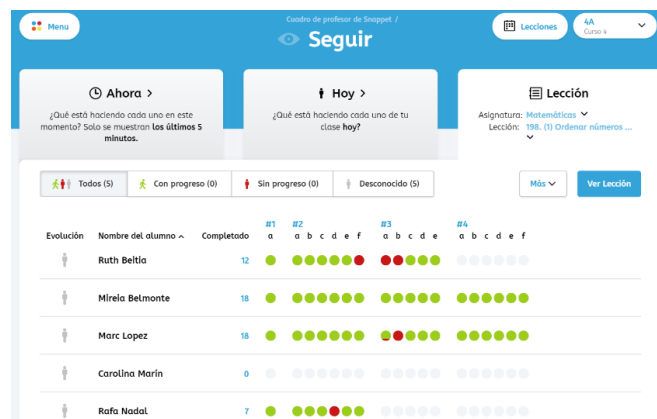 Menu
Cuadro de profesor de Snappet /
Seguir
Lecciones
4A
Curso 4
Ahora >
¿Qué está haciendo cada uno en este
momento? Solo se muestran los últimos 5
minutos.
Hoy >
¿Qué está haciendo cada uno de tu
clase hoy?
Lección
Asignatura: Matemáticas
Lección: 198. (1) Ordenar números ...
Todos (5)
Con progreso (0)
Sin progreso (0)
Desconocido (5)
Más
Ver Lección
#1 #2 #3 #4
Evolución Nombre del alumno Completado a a b c d e f a b c d e a b c d e f
Ruth Beitia 12
Mireia Belmonte 18
Marc Lopez 18
Carolina Marin 0
Rafa Nadal 7